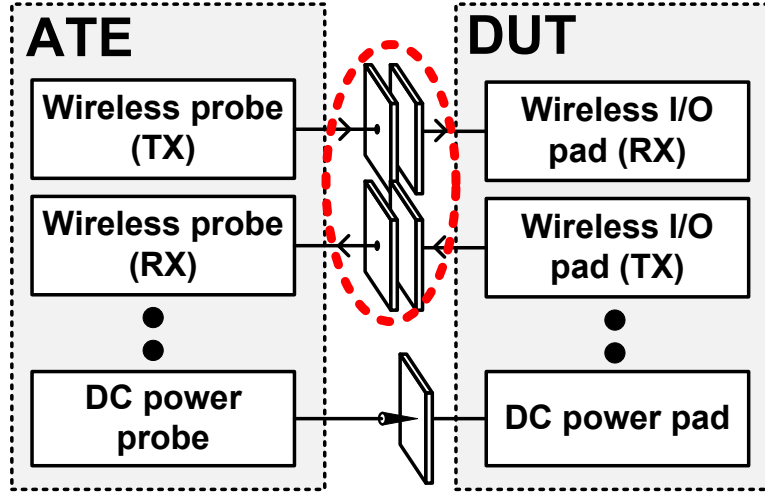 ATE
DUT
Wireless probe
(TX)
Wireless I/O
pad (RX)
Wireless probe
(RX)
Wireless I/O
pad (TX)
DC power
probe
DC power pad